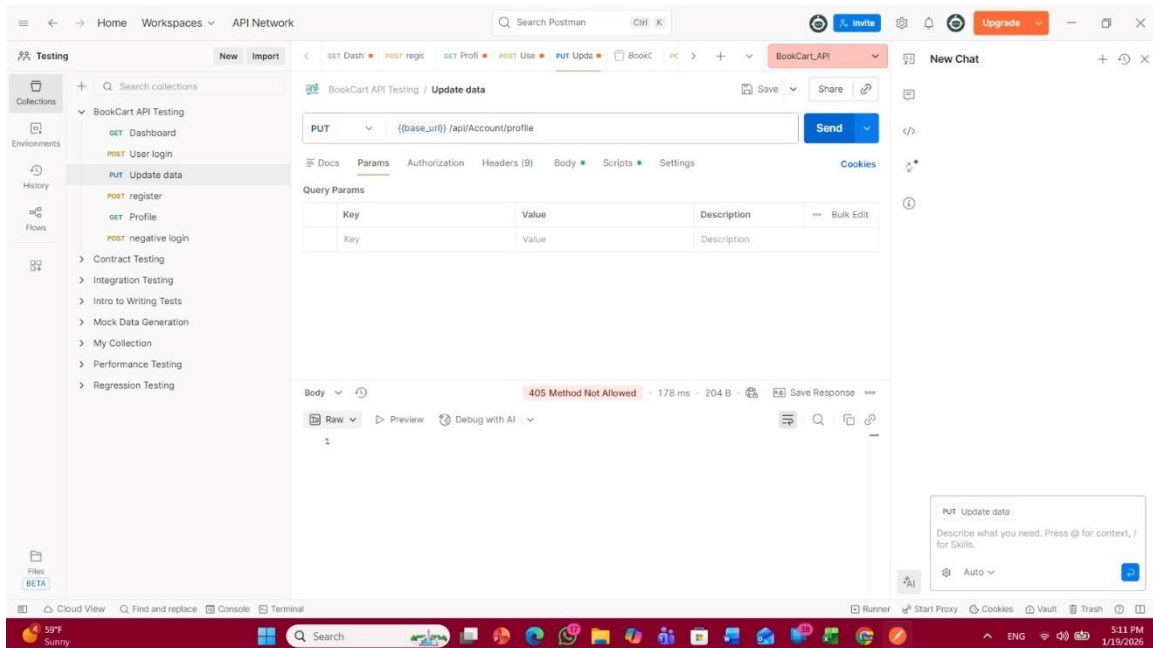 Home Workspaces API Network Search Postman Ctrl K Invite Upgrade
Testing New Import
GET Dash POST regis GET Profi POST Use PUT Upda BookC BookCart_API
New Chat
Collections
Environments
History
Flows
Files
BETA
Search collections
BookCart API Testing
GET Dashboard
POST User login
PUT Update data
POST register
GET Profile
POST negative login
Contract Testing
Integration Testing
Intro to Writing Tests
Mock Data Generation
My Collection
Performance Testing
Regression Testing
BookCart API Testing / Update data Save Share
PUT {{base_url}} /api/Account/profile Send
Docs Params Authorization Headers (9) Body Scripts Settings Cookies
Query Params
Key Value Description Bulk Edit
Key Value Description
Body 405 Method Not Allowed 178 ms 204 B Save Response
Raw Preview Debug with AI
1
PUT Update data
Describe what you need. Press @ for context, /
for Skills.
Auto
AI
Cloud View Find and replace Console Terminal Runner Start Proxy Cookies Vault Trash
59°F
Sunny
Search
38
ENG
5:11 PM
1/19/2026